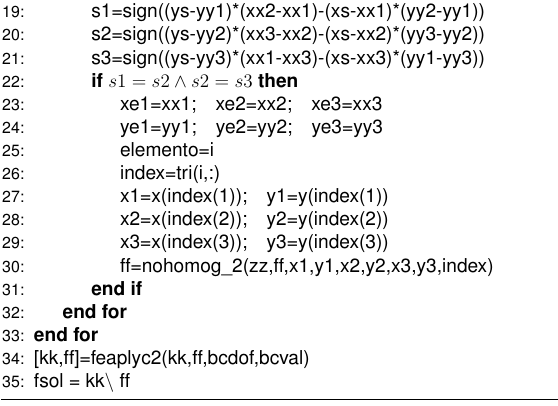 19: s1=sign((ys-yy1)*(xx2-xx1)-(xs-xx1)*(yy2-yy1))
20: s2=sign((ys-yy2)*(xx3-xx2)-(xs-xx2)*(yy3-yy2))
21: s3=sign((ys-yy3)*(xx1-xx3)-(xs-xx3)*(yy1-yy3))
22: if s1 = s2 ∧ s2 = s3 then
23: xe1=xx1; xe2=xx2; xe3=xx3
24: ye1=yy1; ye2=yy2; ye3=yy3
25: elemento=i
26: index=tri(i,:)
27: x1=x(index(1)); y1=y(index(1))
28: x2=x(index(2)); y2=y(index(2))
29: x3=x(index(3)); y3=y(index(3))
30: ff=nohomog_2(zz,ff,x1,y1,x2,y2,x3,y3,index)
31: end if
32: end for
33: end for
34: [kk,ff]=feaplyc2(kk,ff,bcdof,bcval)
35: fsol = kk\ ff